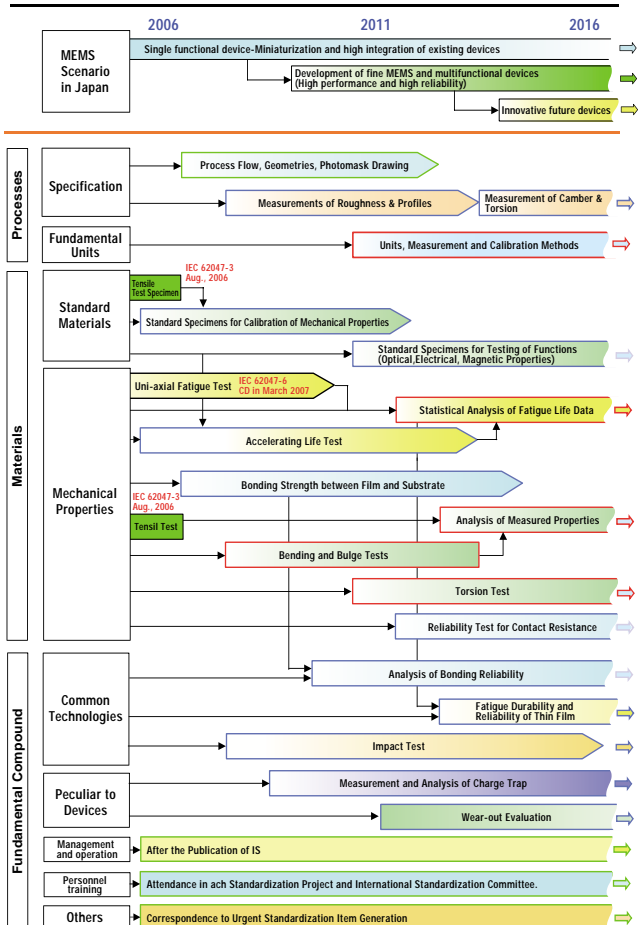 2006 2011 2016
MEMS
Scenario
in Japan
Single functional device-Miniaturization and high integration of existing devices
Development of fine MEMS and multifunctional devices
(High performance and high reliability)
Innovative future devices
Processes
Specification
Process Flow, Geometries, Photomask Drawing
Measurements of Roughness & Profiles
Measurement of Camber &
Torsion
Fundamental
Units
Units, Measurement and Calibration Methods
Materials
Standard
Materials
Tensile
Test Specimen
IEC 62047-3
Aug., 2006
Standard Specimens for Calibration of Mechanical Properties
Standard Specimens for Testing of Functions
(Optical,Electrical, Magnetic Properties)
Mechanical
Properties
Uni-axial Fatigue Test
IEC 62047-6
CD in March 2007
Statistical Analysis of Fatigue Life Data
Accelerating Life Test
Bonding Strength between Film and Substrate
IEC 62047-3
Aug., 2006
Tensil Test
Analysis of Measured Properties
Bending and Bulge Tests
Torsion Test
Reliability Test for Contact Resistance
Fundamental Compound
Common
Technologies
Analysis of Bonding Reliability
Fatigue Durability and
Reliability of Thin Film
Impact Test
Peculiar to
Devices
Measurement and Analysis of Charge Trap
Wear-out Evaluation
Management
and operation
After the Publication of IS
Personnel
training
Attendance in ach Standardization Project and International Standardization Committee.
Others
Correspondence to Urgent Standardization Item Generation